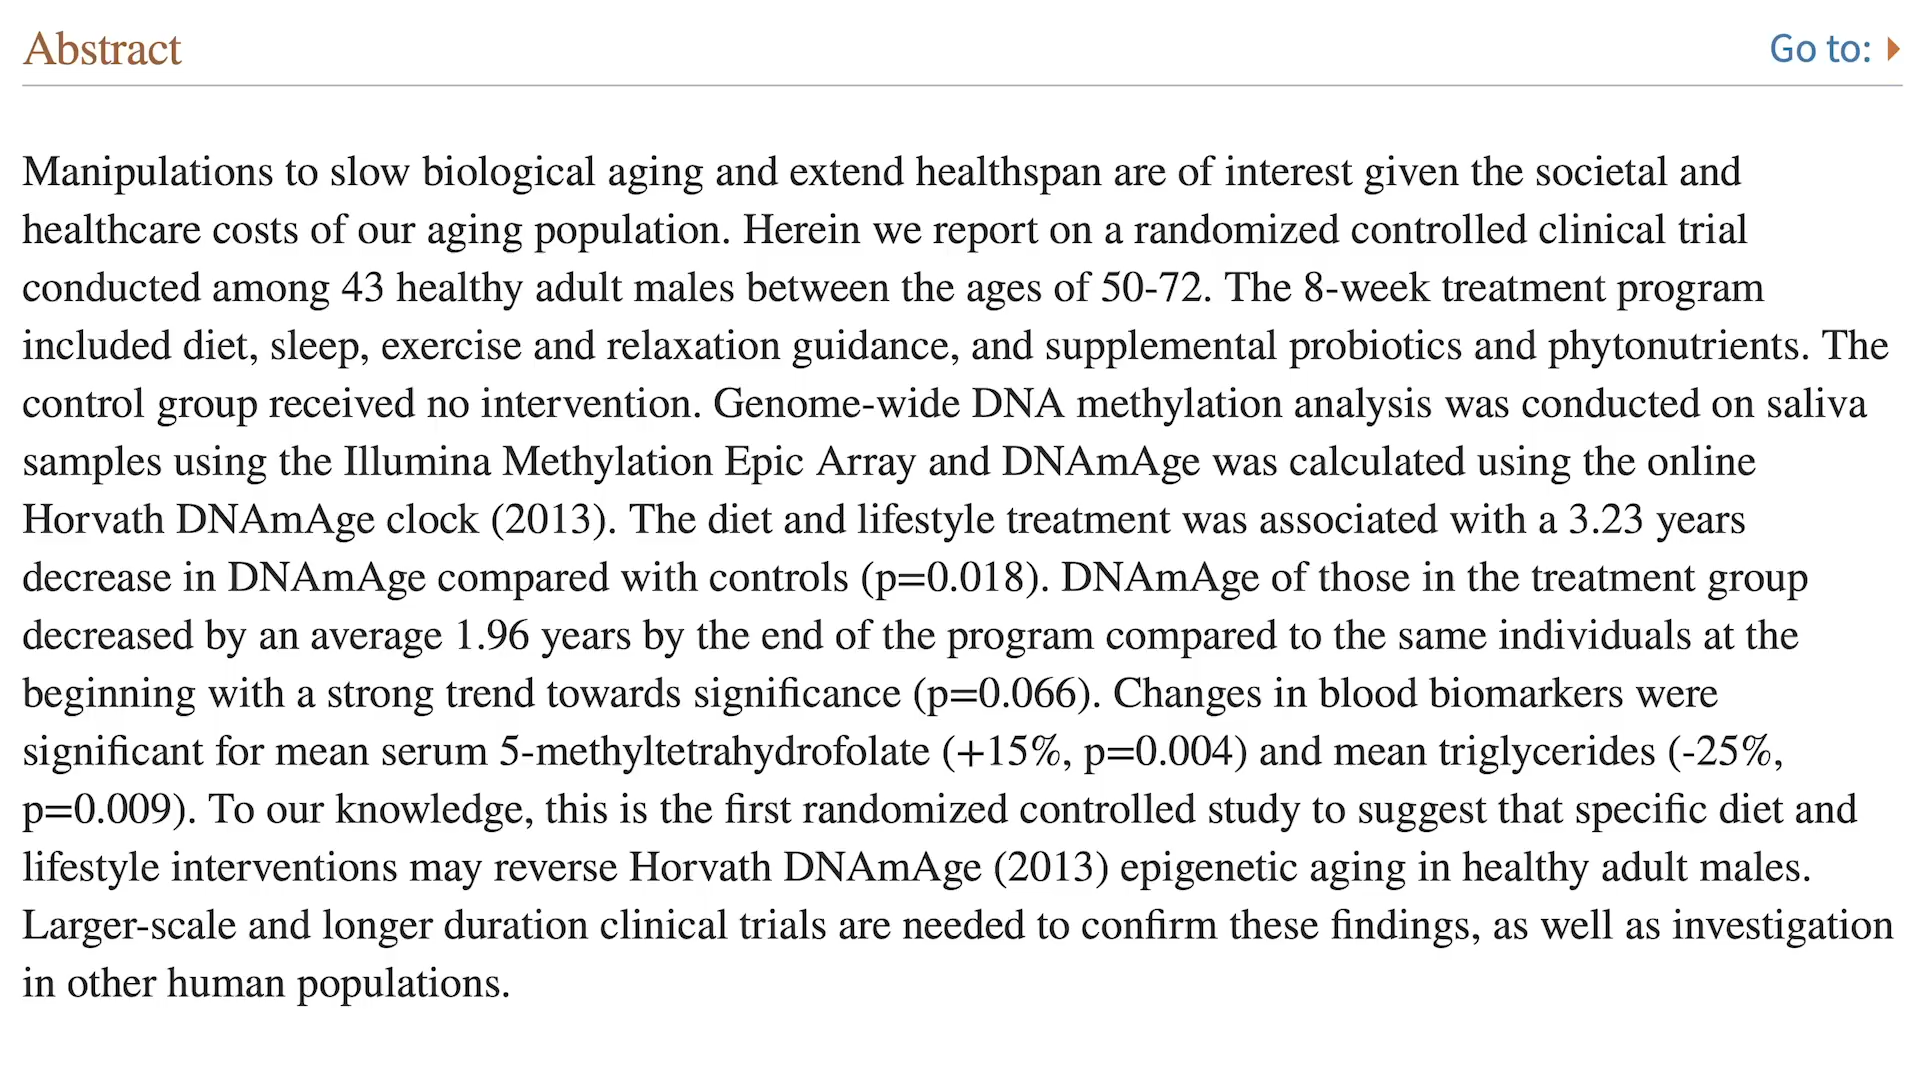 Abstract
Go to:
Manipulations to slow biological aging and extend healthspan are of interest given the societal and
healthcare costs of our aging population. Herein we report on a randomized controlled clinical trial
conducted among 43 healthy adult males between the ages of 50-72. The 8-week treatment program
included diet, sleep, exercise and relaxation guidance, and supplemental probiotics and phytonutrients. The
control group received no intervention. Genome-wide DNA methylation analysis was conducted on saliva
samples using the Illumina Methylation Epic Array and DNAmAge was calculated using the online
Horvath DNAmAge clock (2013). The diet and lifestyle treatment was associated with a 3.23 years
decrease in DNAmAge compared with controls (p=0.018). DNAmAge of those in the treatment group
decreased by an average 1.96 years by the end of the program compared to the same individuals at the
beginning with a strong trend towards significance (p=0.066). Changes in blood biomarkers were
significant for mean serum 5-methyltetrahydrofolate (+15%, p=0.004) and mean triglycerides (-25%,
p=0.009). To our knowledge, this is the first randomized controlled study to suggest that specific diet and
lifestyle interventions may reverse Horvath DNAmAge (2013) epigenetic aging in healthy adult males.
Larger-scale and longer duration clinical trials are needed to confirm these findings, as well as investigation
in other human populations.